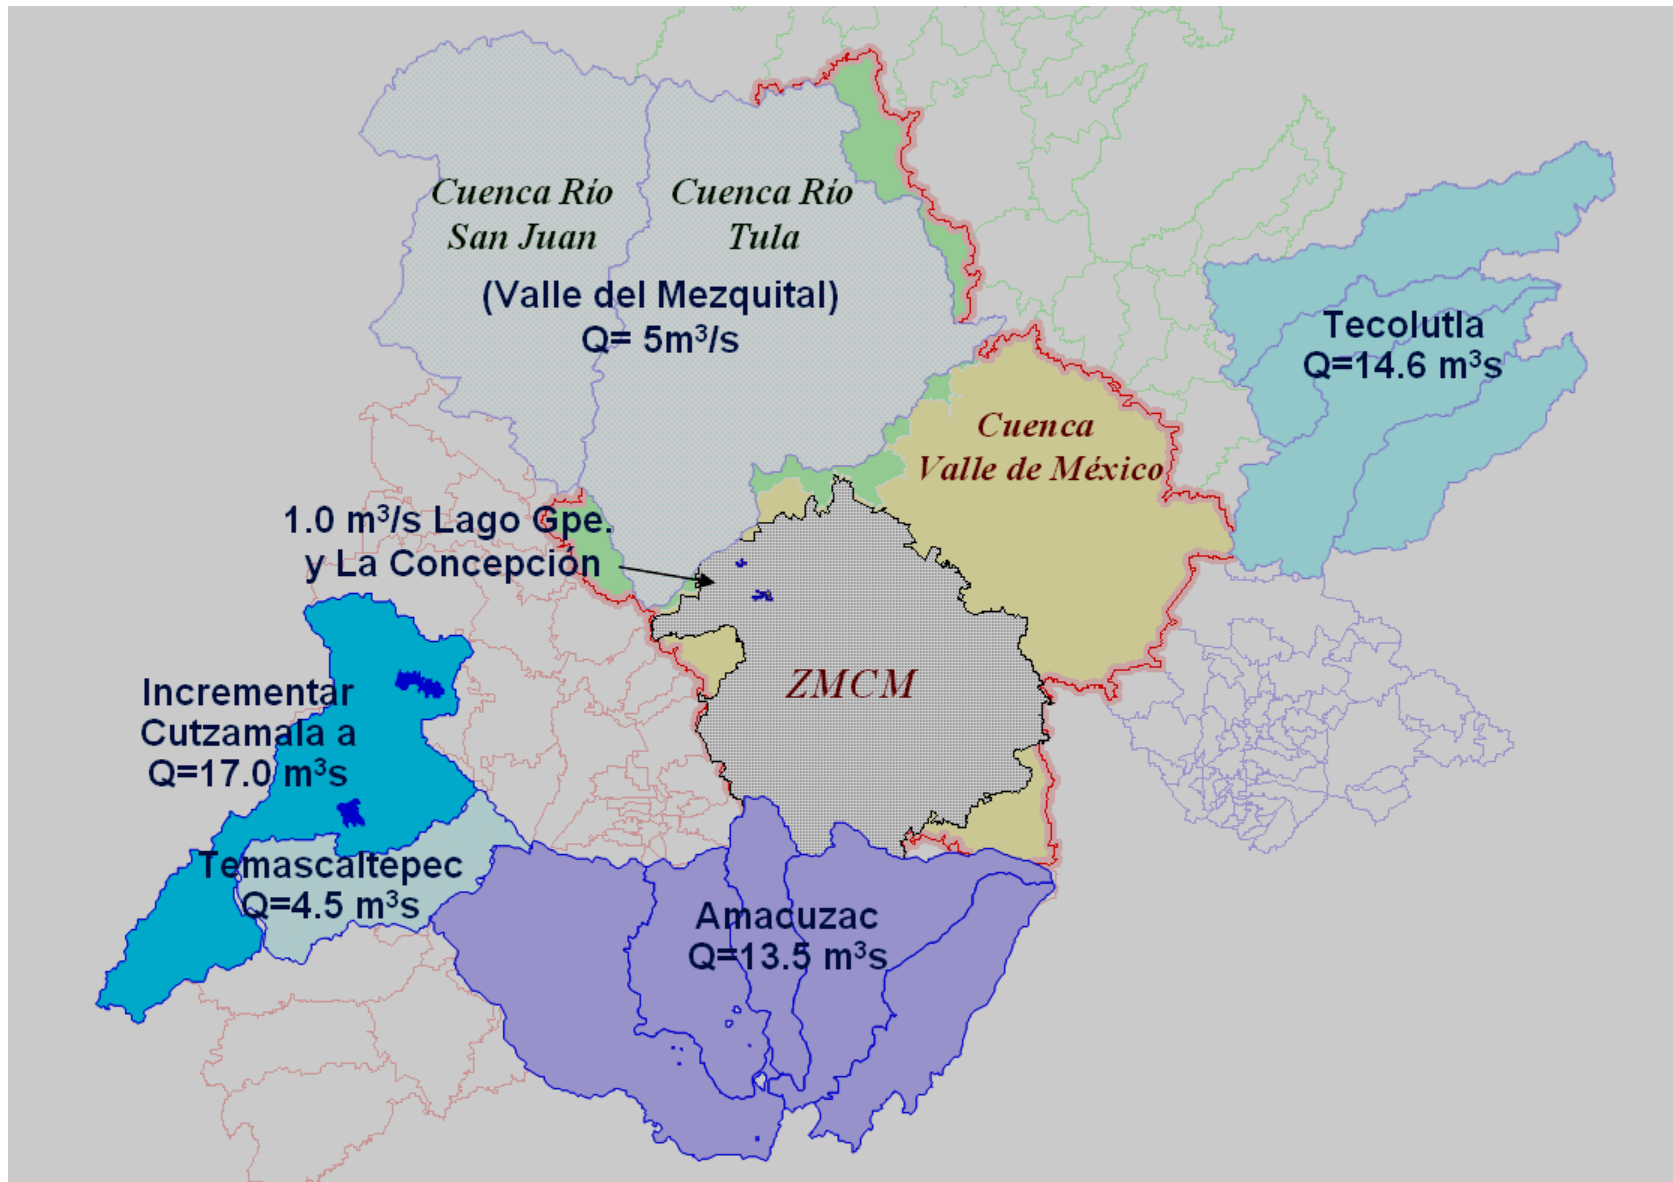 Cuenca Río
San Juan
Cuenca Río
Tula
(Valle del Mezquital)
Q= 5m³/s
Tecolutla
Q=14.6 m³s
Cuenca
Valle de México
1.0 m³/s Lago Gpe.
y La Concepción
ZMCM
Incrementar
Cutzamala a
Q=17.0 m³s
Temascaltepec
Q=4.5 m³s
Amacuzac
Q=13.5 m³s